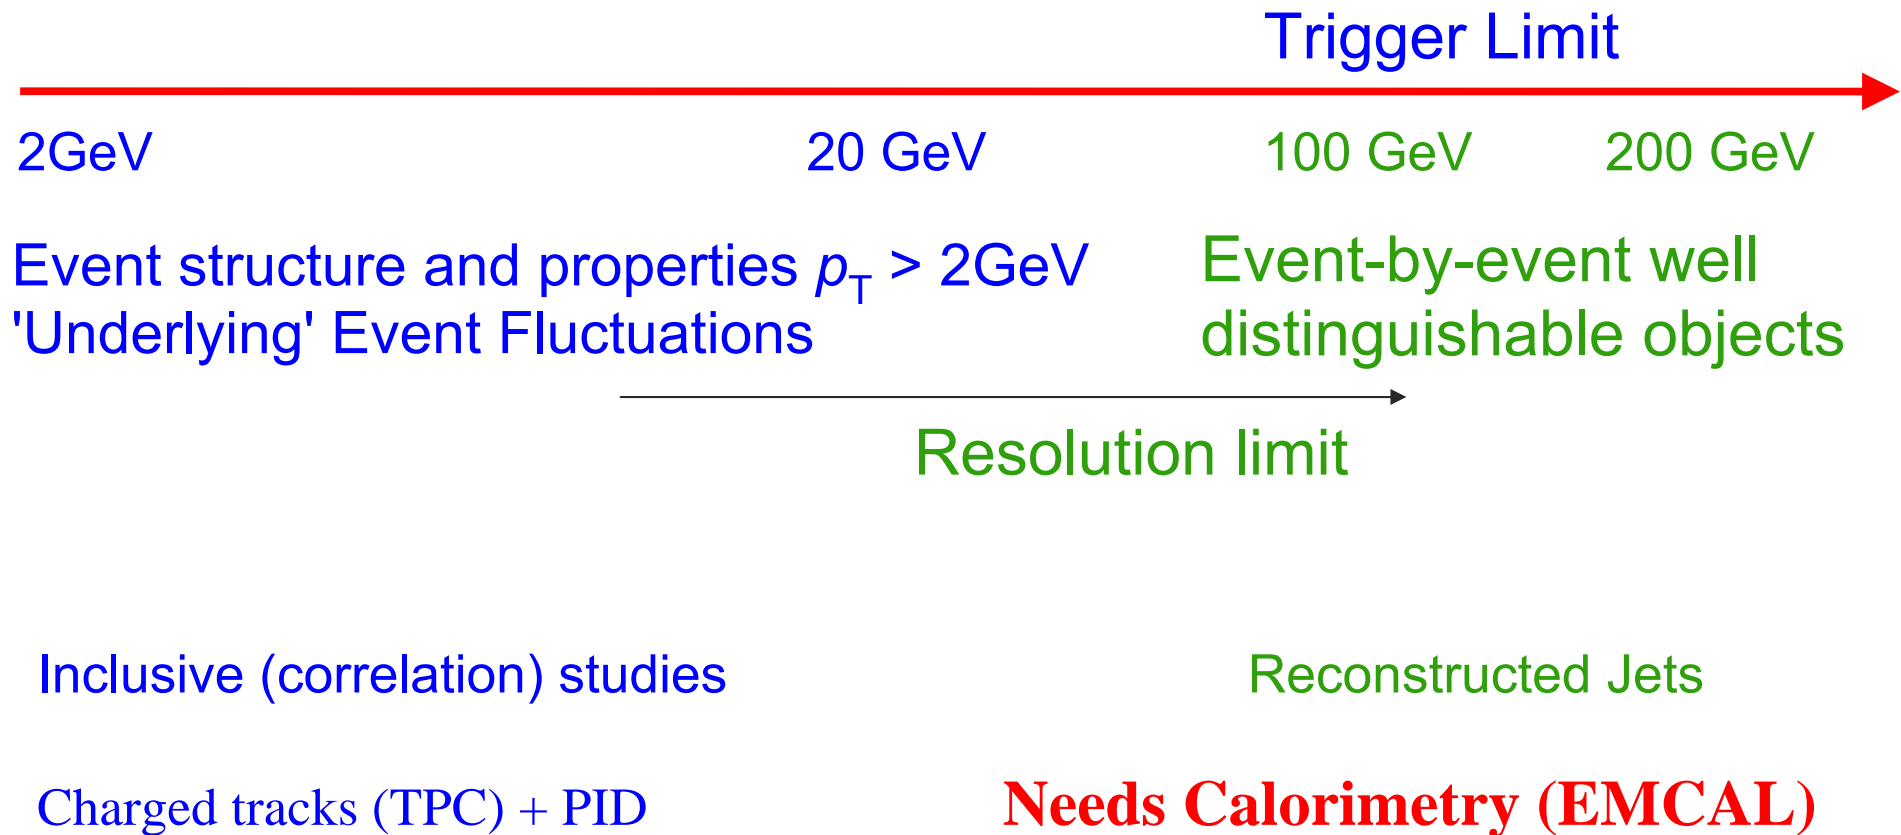 Trigger Limit
2GeV 20 GeV 100 GeV 200 GeV
Event structure and properties pT > 2GeV
'Underlying' Event Fluctuations
Event-by-event well
distinguishable objects
Resolution limit
Inclusive (correlation) studies
Reconstructed Jets
Charged tracks (TPC) + PID
Needs Calorimetry (EMCAL)